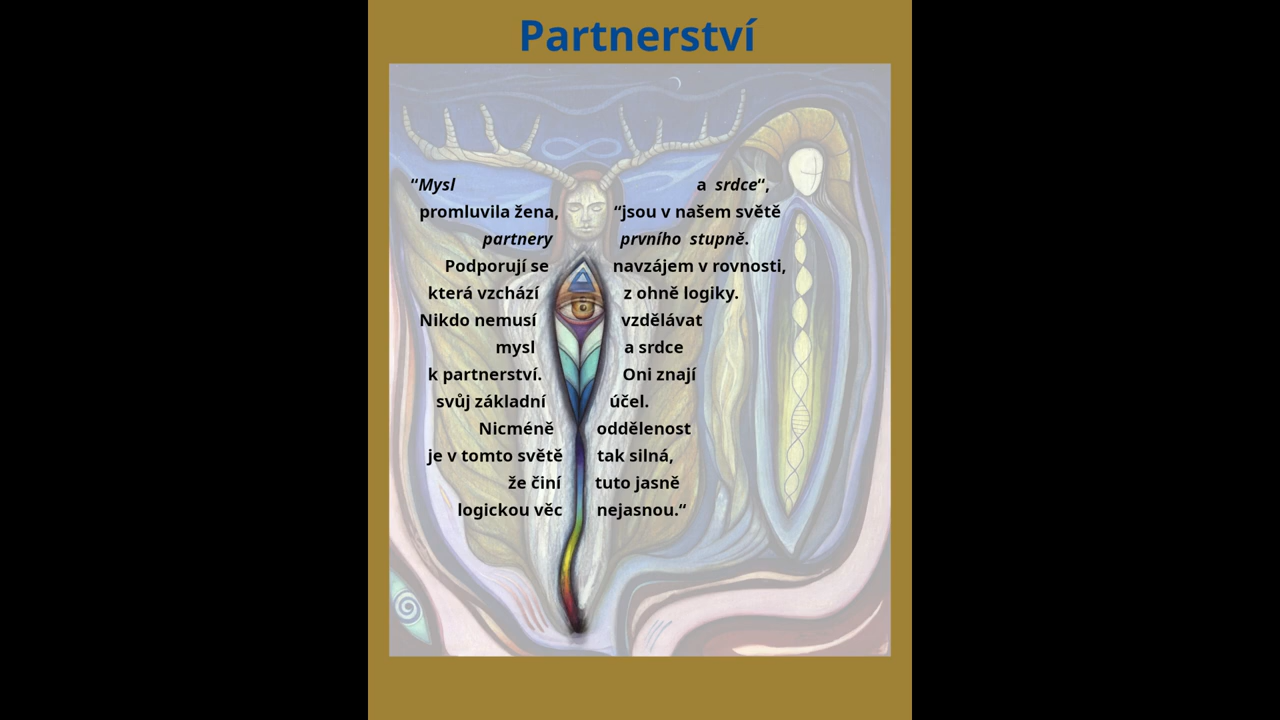 Partnerství
“Mysl a srdce“,
promluvila žena, “jsou v našem světě
partnery prvního stupně.
Podporují se navzájem v rovnosti,
která vzchází z ohně logiky.
Nikdo nemusí vzdělávat
mysl a srdce
k partnerství. Oni znají
svůj základní účel.
Nicméně oddělenost
je v tomto světě tak silná,
že činí tuto jasně
logickou věc nejasnou.“